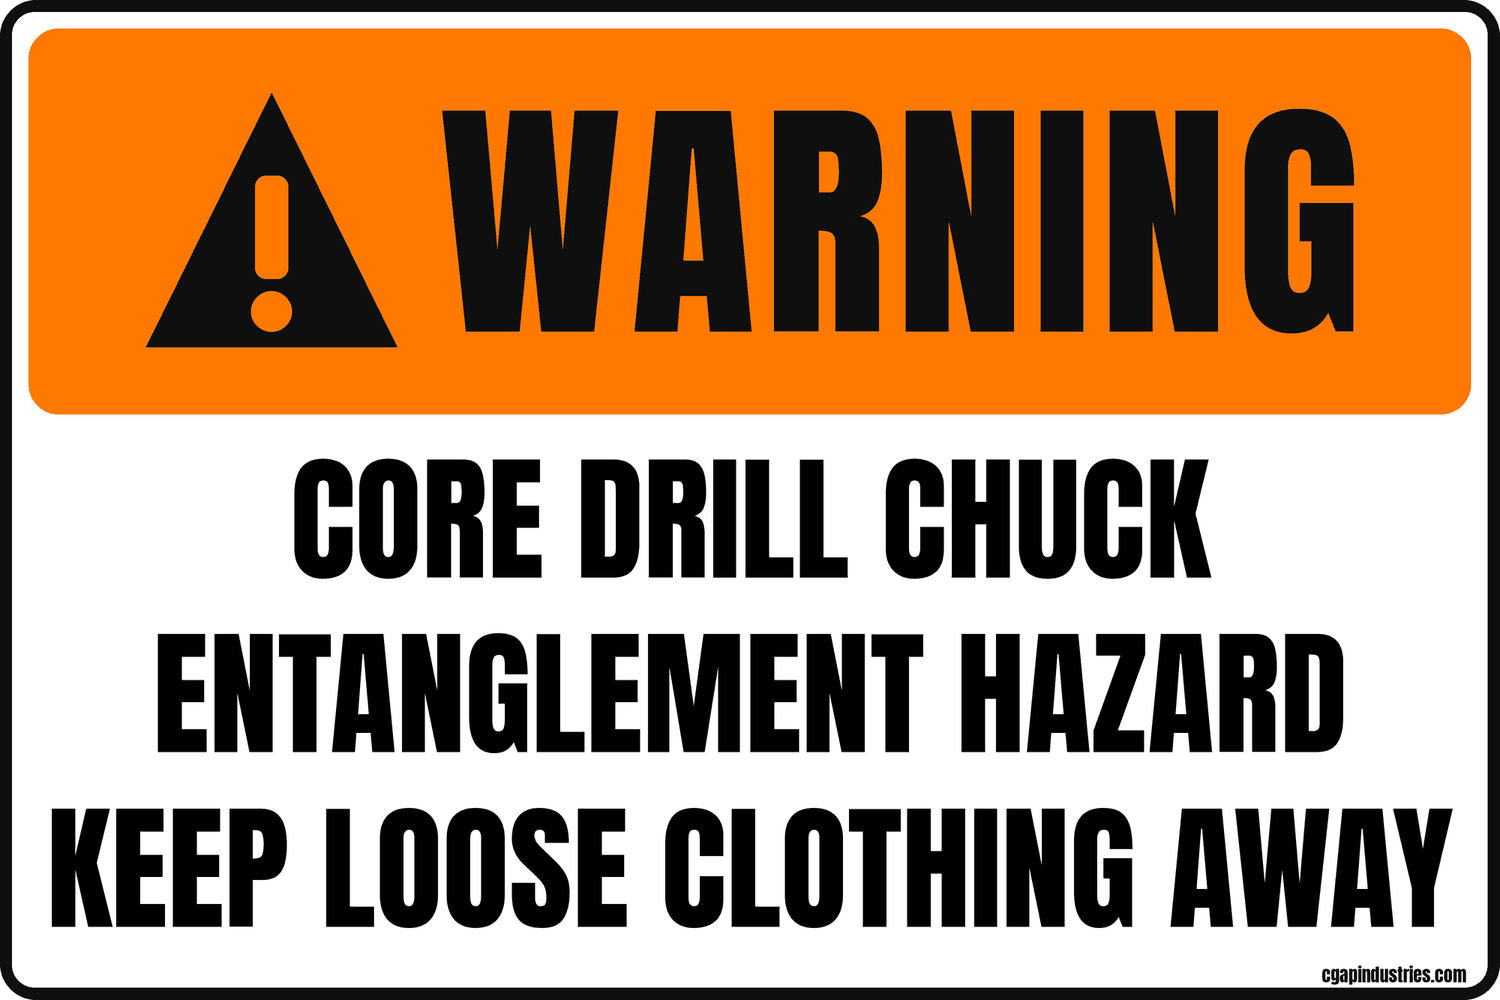 WARNING
CORE DRILL CHUCK
ENTANGLEMENT HAZARD
KEEP LOOSE CLOTHING AWAY
cgapindustries.com